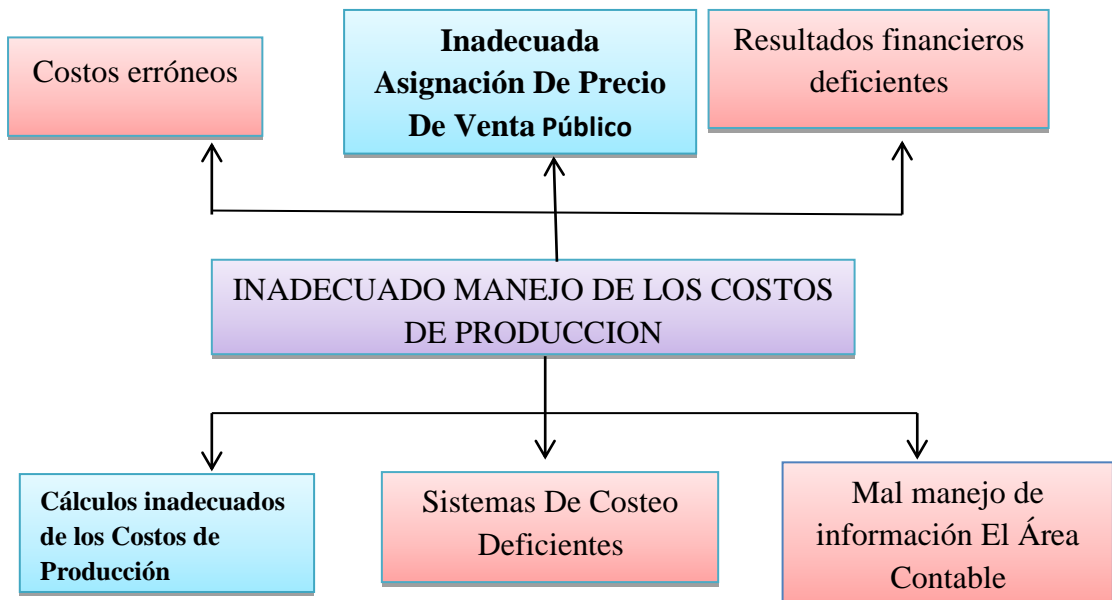 Costos erróneos
Inadecuada
Asignación De Precio
De Venta Público
Resultados financieros
deficientes
INADECUADO MANEJO DE LOS COSTOS
DE PRODUCCION
Cálculos inadecuados
de los Costos de
Producción
Sistemas De Costeo
Deficientes
Mal manejo de
información El Área
Contable